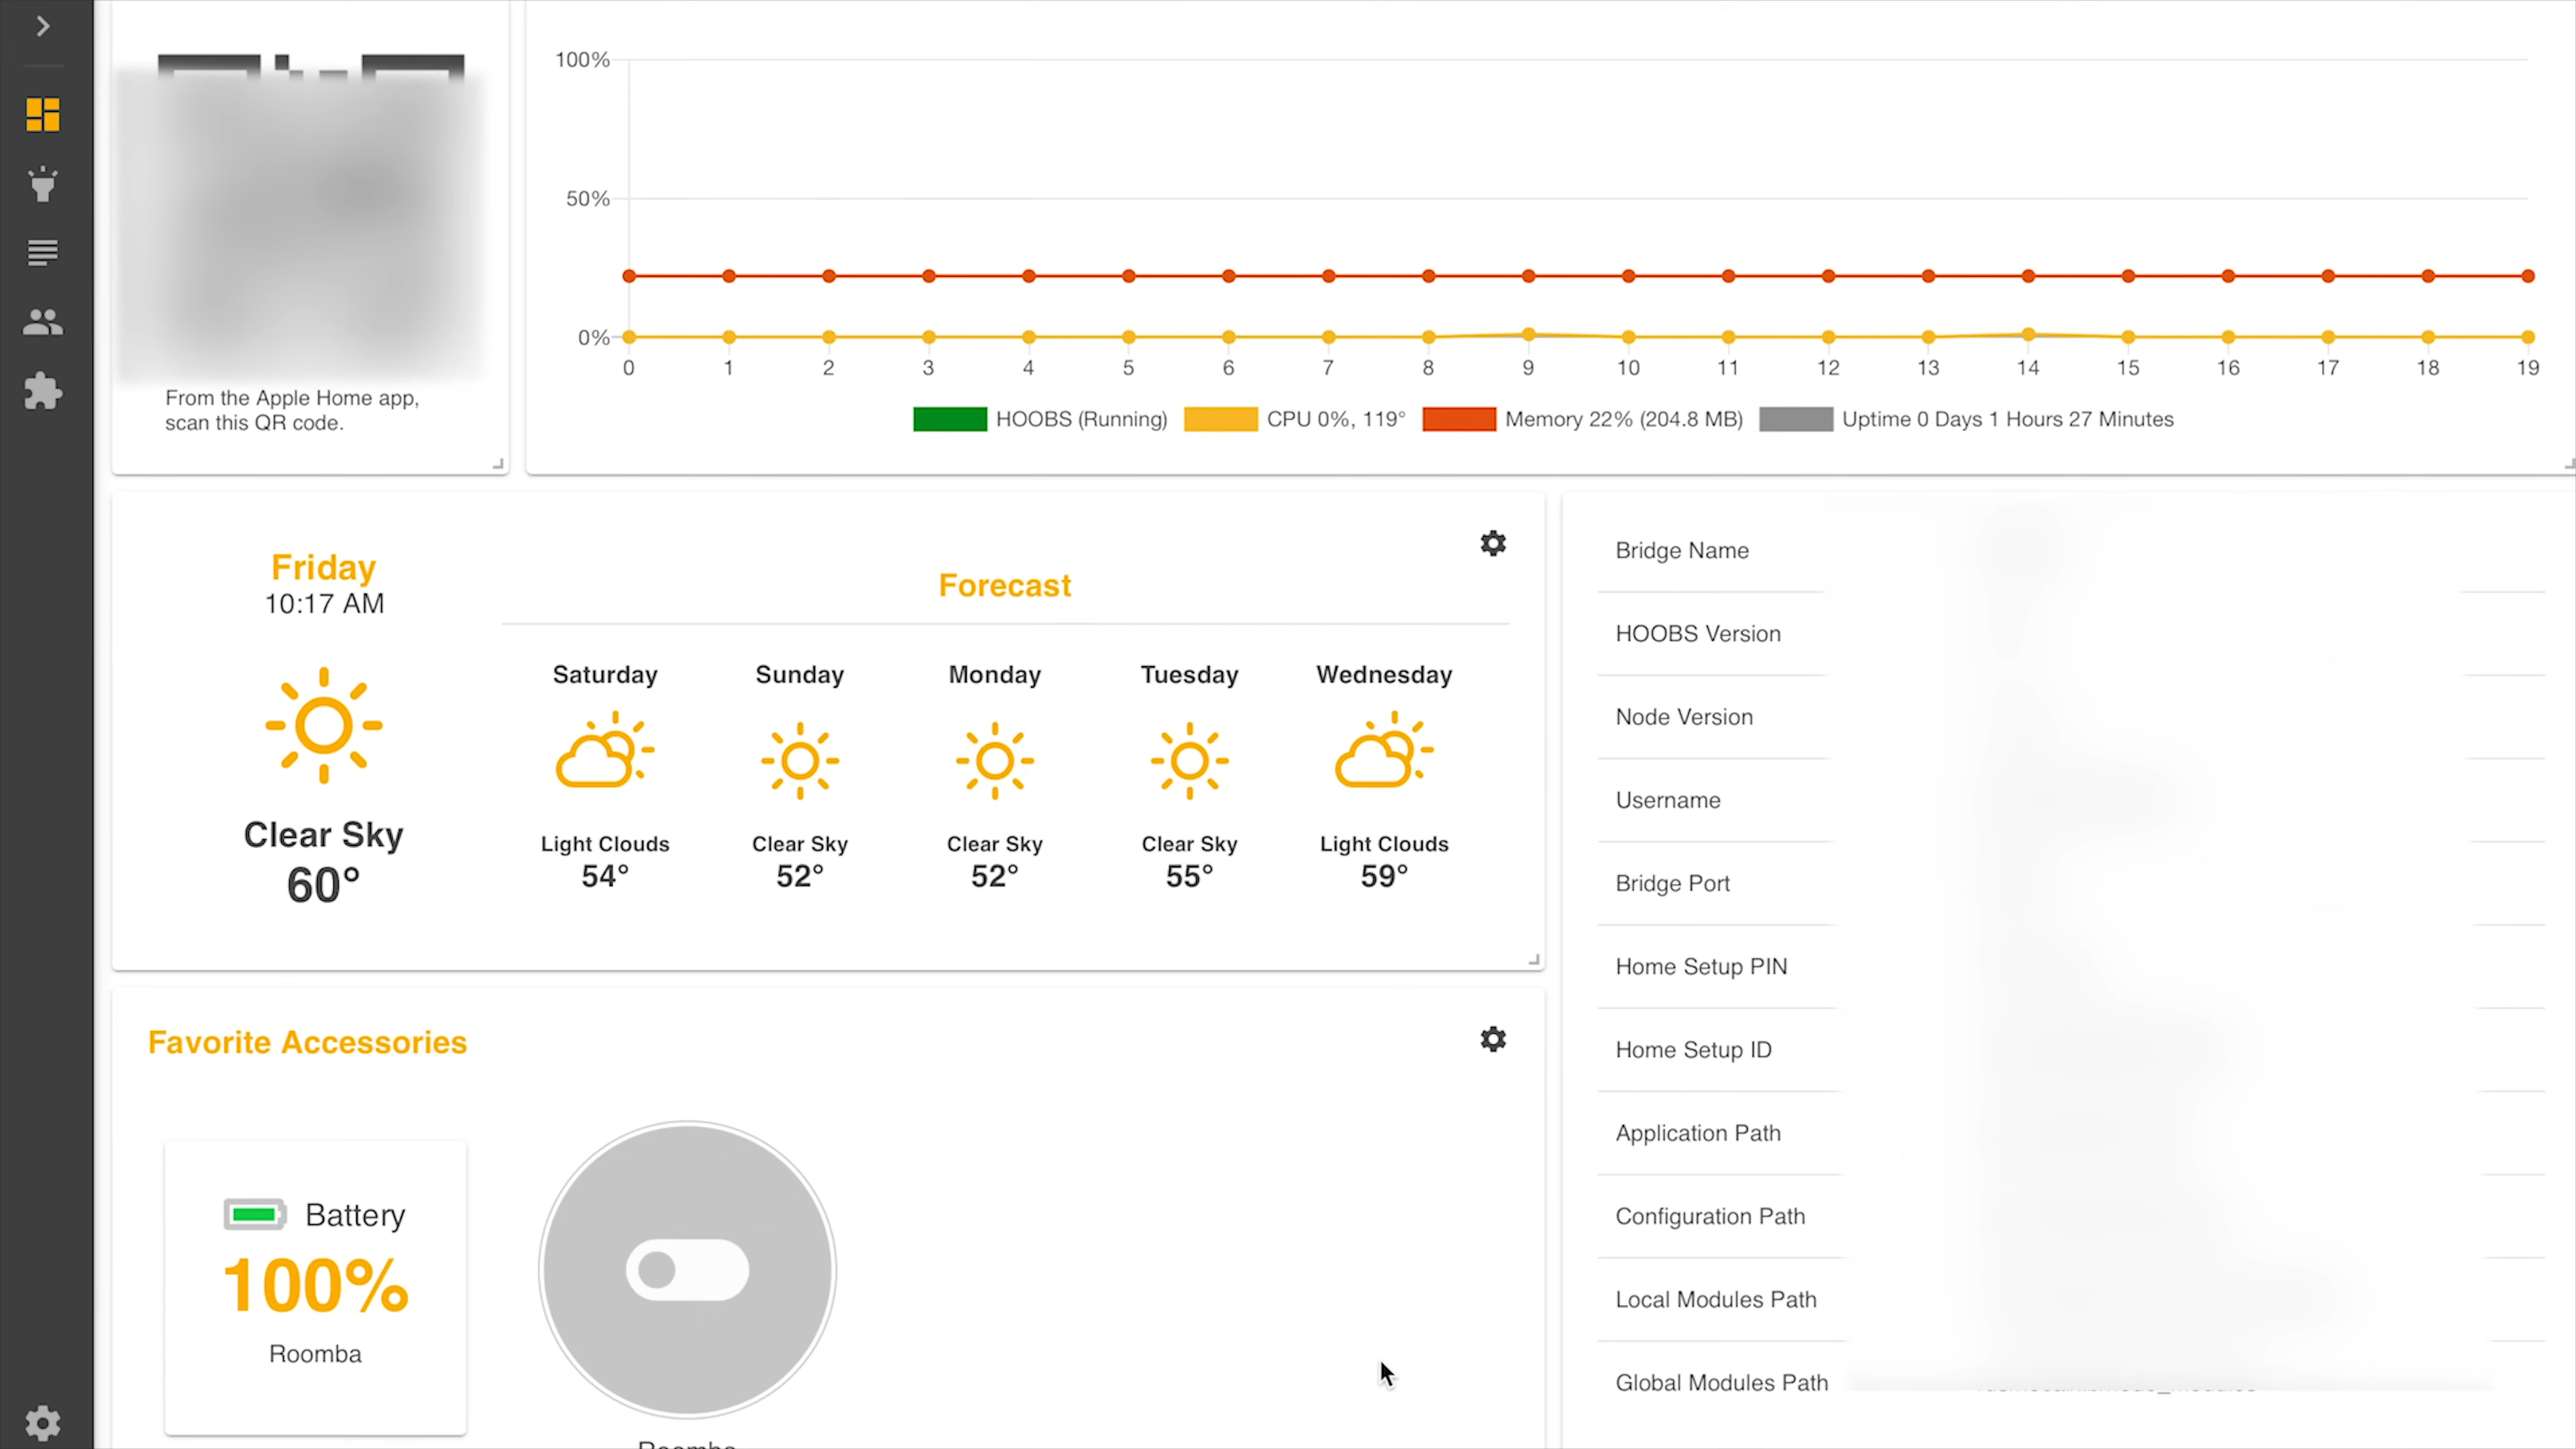 From the Apple Home app,
scan this QR code.
100%
50%
0%
0 1 2 3 4 5 6 7 8 9 10 11 12 13 14 15 16 17 18 19
HOOBS (Running) CPU 0%, 119° Memory 22% (204.8 MB) Uptime 0 Days 1 Hours 27 Minutes
Friday
10:17 AM
Clear Sky
60°
Forecast
Saturday Sunday Monday Tuesday Wednesday
Light Clouds Clear Sky Clear Sky Clear Sky Light Clouds
54° 52° 52° 55° 59°
Favorite Accessories
Battery
100%
Roomba
Roomba
Bridge Name
HOOBS Version
Node Version
Username
Bridge Port
Home Setup PIN
Home Setup ID
Application Path
Configuration Path
Local Modules Path
Global Modules Path